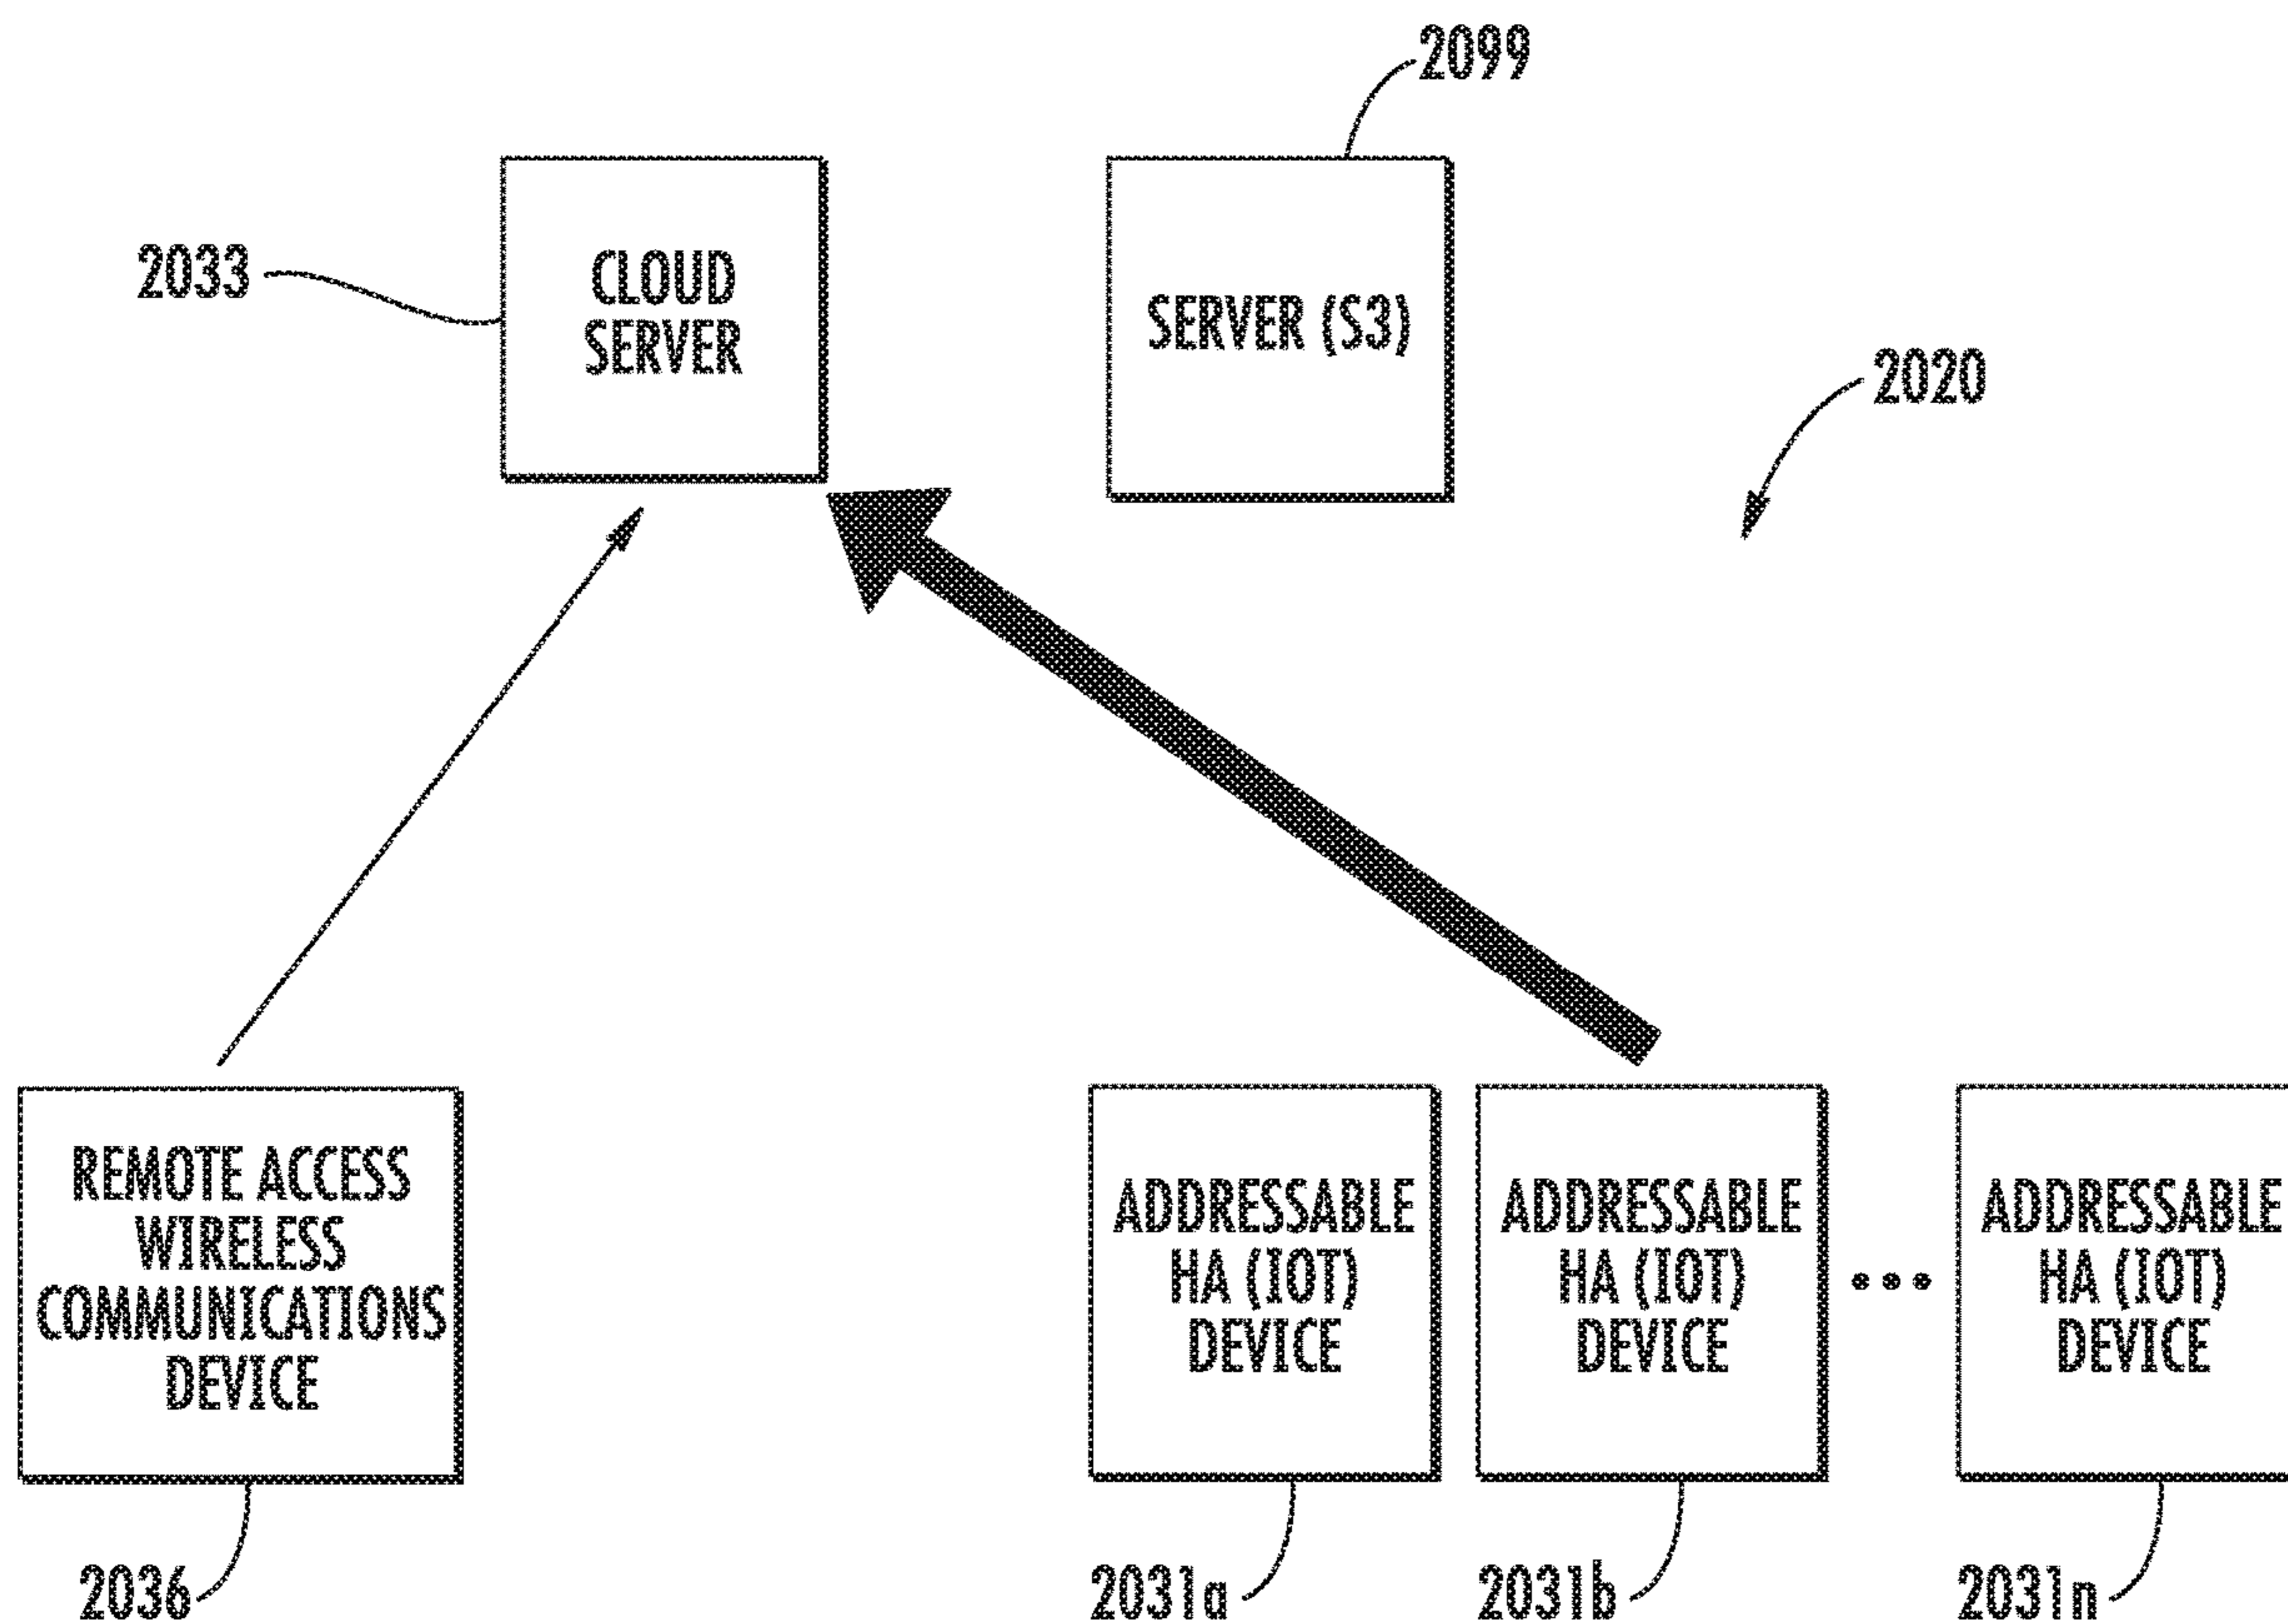 2099
2033
CLOUD
SERVER
SERVER (S3)
2020
REMOTE ACCESS
WIRELESS
COMMUNICATIONS
DEVICE
ADDRESSABLE
HA (IOT)
DEVICE
ADDRESSABLE
HA (IOT)
DEVICE
•••
ADDRESSABLE
HA (IOT)
DEVICE
2036
2031a
2031b
2031n